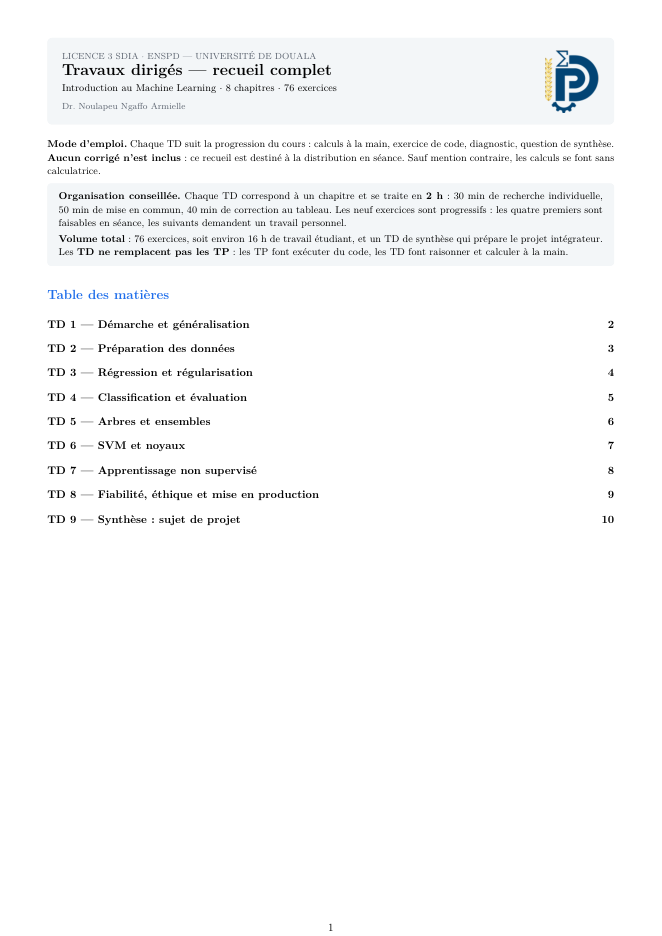 LICENCE 3 SDIA · ENSPD — UNIVERSITÉ DE DOUALA
Travaux dirigés — recueil complet
Introduction au Machine Learning · 8 chapitres · 76 exercices
Dr. Noulapeu Ngaffo Armielle
Mode d'emploi. Chaque TD suit la progression du cours : calculs à la main, exercice de code, diagnostic, question de synthèse.
Aucun corrigé n'est inclus : ce recueil est destiné à la distribution en séance. Sauf mention contraire, les calculs se font sans
calculatrice.
Organisation conseillée. Chaque TD correspond à un chapitre et se traite en 2 h : 30 min de recherche individuelle,
50 min de mise en commun, 40 min de correction au tableau. Les neuf exercices sont progressifs : les quatre premiers sont
faisables en séance, les suivants demandent un travail personnel.
Volume total : 76 exercices, soit environ 16 h de travail étudiant, et un TD de synthèse qui prépare le projet intégrateur.
Les TD ne remplacent pas les TP : les TP font exécuter du code, les TD font raisonner et calculer à la main.
Table des matières
TD 1 — Démarche et généralisation 2
TD 2 — Préparation des données 3
TD 3 — Régression et régularisation 4
TD 4 — Classification et évaluation 5
TD 5 — Arbres et ensembles 6
TD 6 — SVM et noyaux 7
TD 7 — Apprentissage non supervisé 8
TD 8 — Fiabilité, éthique et mise en production 9
TD 9 — Synthèse : sujet de projet 10
1